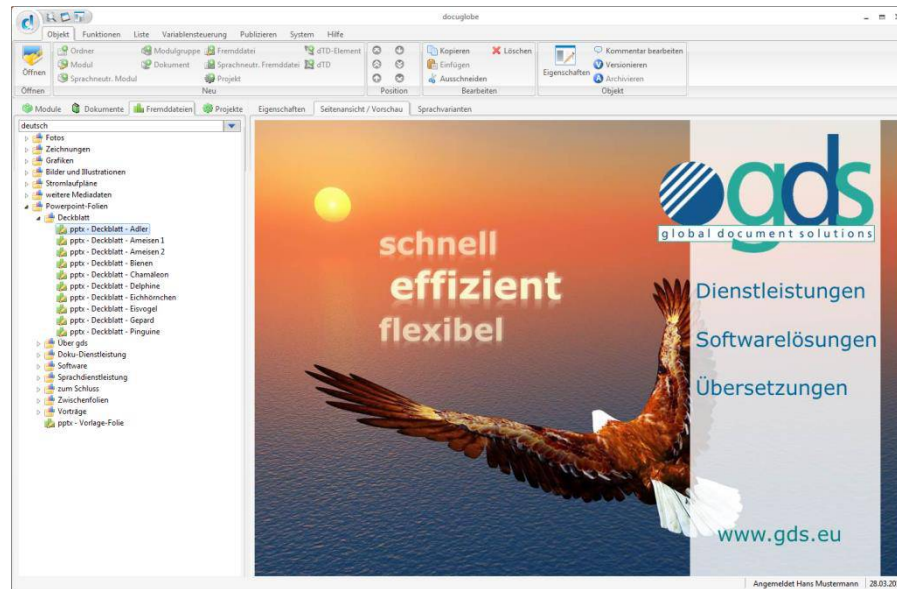 docuglobe
Objekt Funktionen Liste Variablensteuerung Publizieren System Hilfe
Öffnen
Ordner Modulgruppe Fremddatei dTD-Element
Modul Dokument Sprachneutr. Fremddatei dTD
Sprachneutr. Modul Projekt
Kopieren Löschen
Einfügen
Ausschneiden
Eigenschaften
Kommentar bearbeiten
Versionieren
Archivieren
Öffnen Neu Position Bearbeiten Objekt
Module Dokumente Fremddateien Projekte
Eigenschaften Seitenansicht / Vorschau Sprachvarianten
deutsch
Fotos
Zeichnungen
Grafiken
Bilder und Illustrationen
Stromlaufpläne
weitere Mediadaten
Powerpoint-Folien
Deckblatt
pptx - Deckblatt - Adler
pptx - Deckblatt - Ameisen 1
pptx - Deckblatt - Ameisen 2
pptx - Deckblatt - Bienen
pptx - Deckblatt - Chamäleon
pptx - Deckblatt - Delphine
pptx - Deckblatt - Eichhörnchen
pptx - Deckblatt - Eisvogel
pptx - Deckblatt - Gepard
pptx - Deckblatt - Pinguine
Über gds
Doku-Dienstleistung
Software
Sprachdienstleistung
zum Schluss
Zwischenfolien
Vorträge
pptx - Vorlage-Folie
schnell
effizient
flexibel
gds
global document solutions
Dienstleistungen
Softwarelösungen
Übersetzungen
www.gds.eu
Angemeldet Hans Mustermann 28.03.20